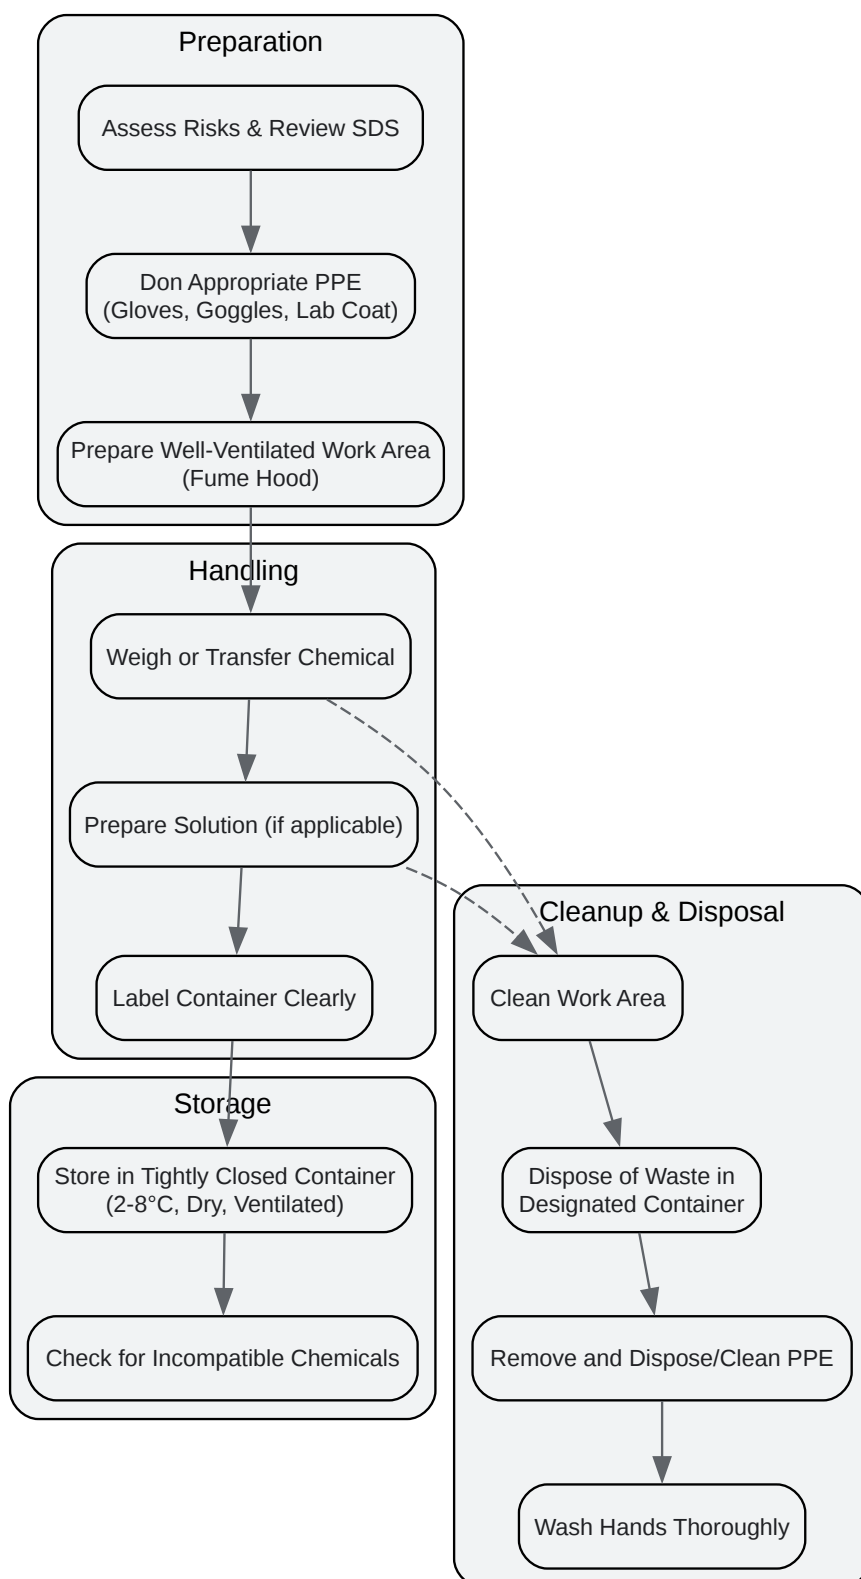 Preparation
Assess Risks & Review SDS
Don Appropriate PPE
(Gloves, Goggles, Lab Coat)
Prepare Well-Ventilated Work Area
(Fume Hood)
Handling
Weigh or Transfer Chemical
Prepare Solution (if applicable)
Label Container Clearly
Storage
Store in Tightly Closed Container
(2-8°C, Dry, Ventilated)
Check for Incompatible Chemicals
Cleanup & Disposal
Clean Work Area
Dispose of Waste in
Designated Container
Remove and Dispose/Clean PPE
Wash Hands Thoroughly